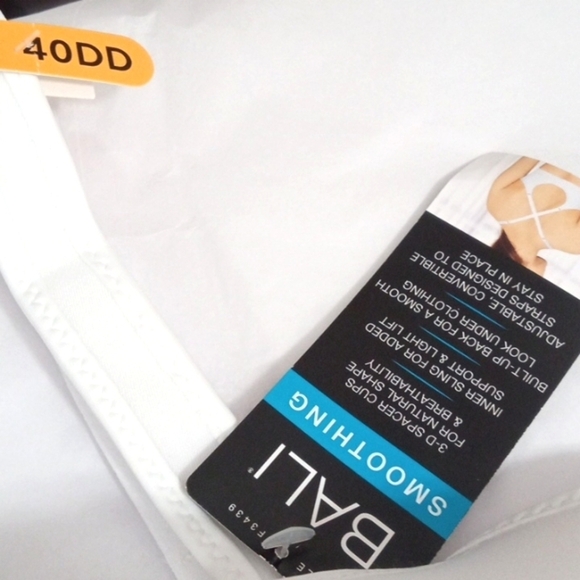 40DD
F3439
BALI®
SMOOTHING
3-D SPACER CUPS
FOR NATURAL SHAPE
& BREATHABILITY
INNER SLING FOR ADDED
SUPPORT & LIGHT LIFT
BUILT-UP BACK FOR A SMOOTH
LOOK UNDER CLOTHING
ADJUSTABLE, CONVERTIBLE
STRAPS DESIGNED TO
STAY IN PLACE